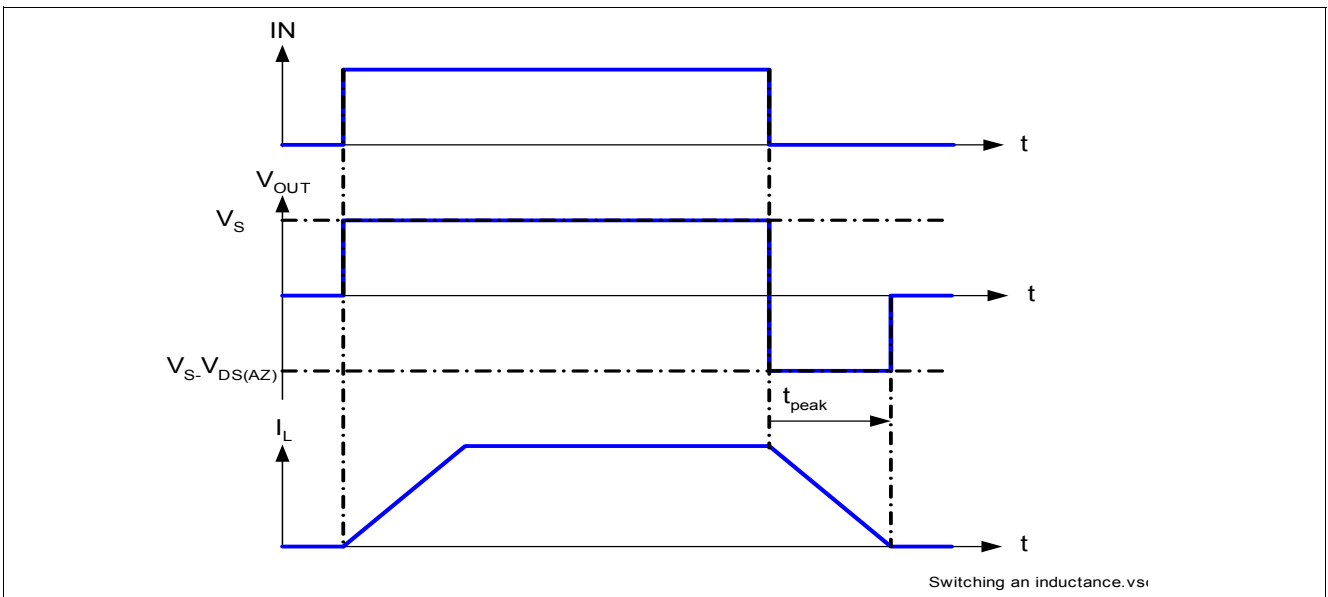 IN
t
V_OUT
V_S
t
V_S-V_DS(AZ)
t_peak
I_L
t
Switching an inductance.vs